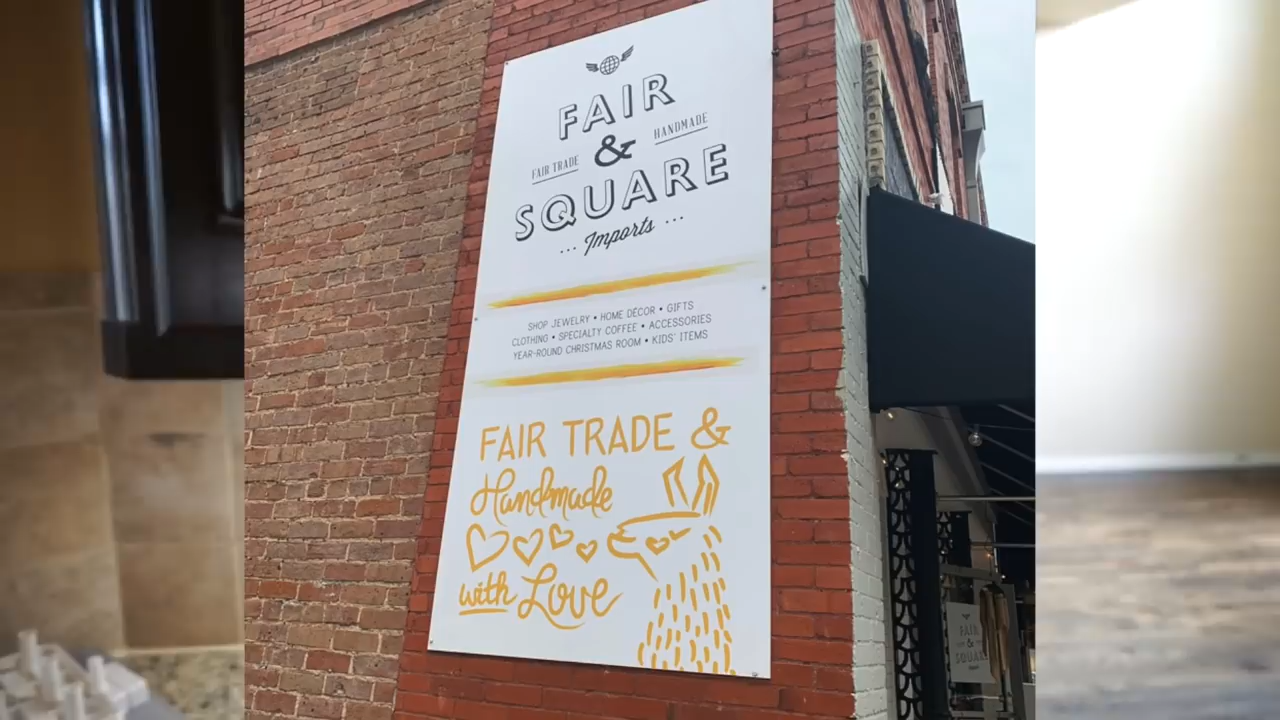 FAIR
FAIR TRADE & HANDMADE
SQUARE
... Imports ...
SHOP JEWELRY • HOME DÉCOR • GIFTS
CLOTHING • SPECIALTY COFFEE • ACCESSORIES
YEAR-ROUND CHRISTMAS ROOM • KIDS' ITEMS
FAIR TRADE &
Handmade
with Love
FAIR
&
SQUARE